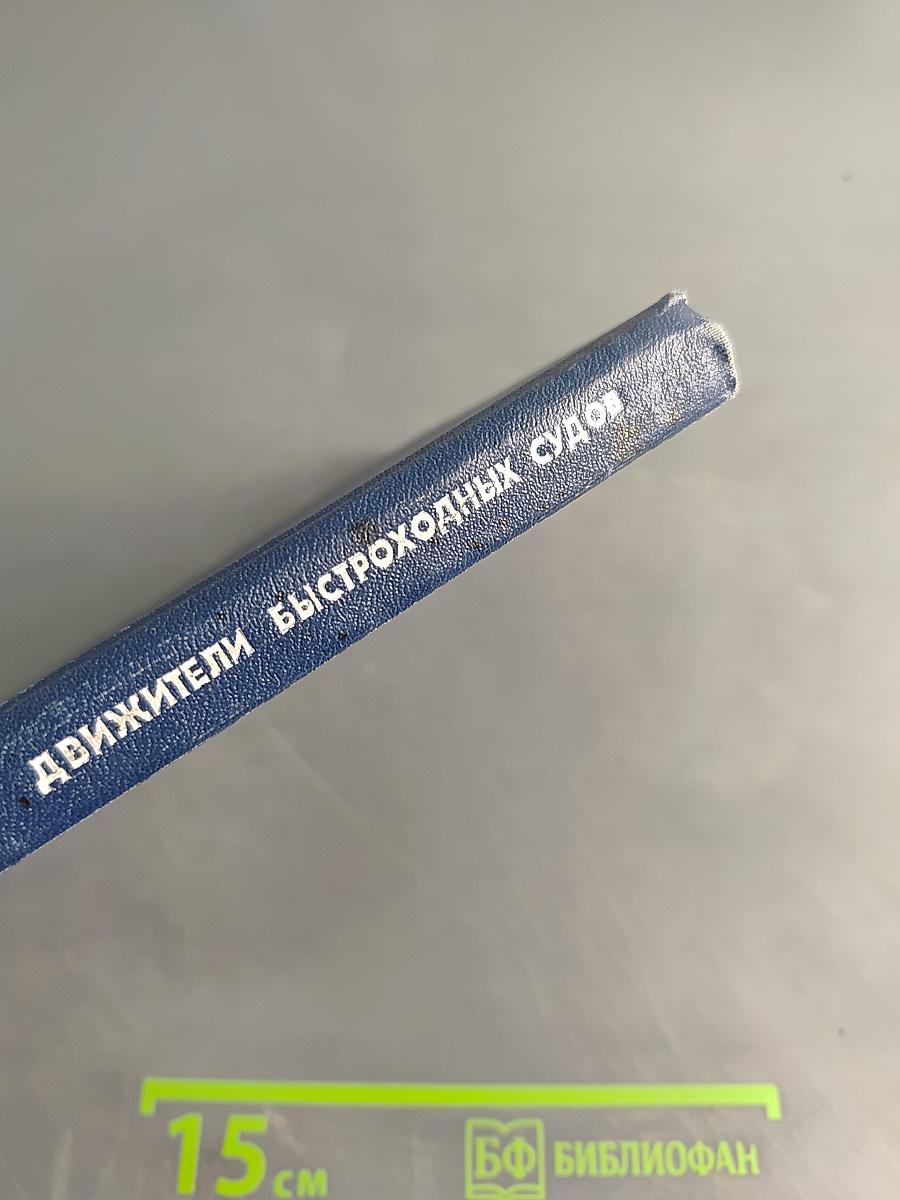 ДВИЖИТЕЛИ БЫСТРОХОДНЫХ СУДОВ
15 см
БФ БИБЛИОФАН